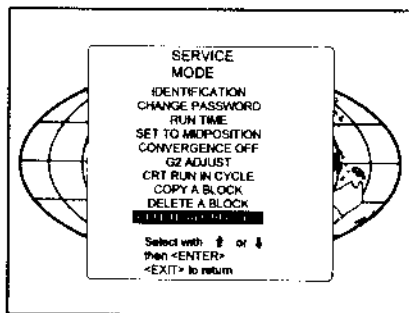 SERVICE
MODE
IDENTIFICATION
CHANGE PASSWORD
RUN TIME
SET TO MIDPOSITION
CONVERGENCE OFF
G2 ADJUST
CRT RUN IN CYCLE
COPY A BLOCK
DELETE A BLOCK
Select with ⬆ or ⬇
then <ENTER>
<EXIT> to return